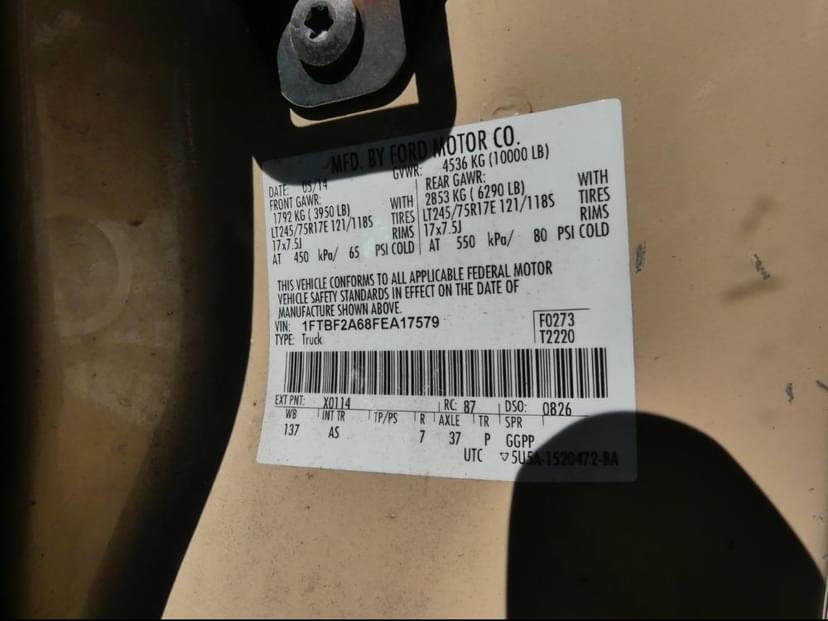 MFD. BY FORD MOTOR CO.
DATE: 05/14 GVWR: 4536 KG (10000 LB)
FRONT GAWR: REAR GAWR:
1792 KG ( 3950 LB) WITH 2853 KG ( 6290 LB) WITH
LT245/75R17E 121/118S TIRES LT245/75R17E 121/118S TIRES
17x7.5J RIMS 17x7.5J RIMS
AT 450 kPa/ 65 PSI COLD AT 550 kPa/ 80 PSI COLD
THIS VEHICLE CONFORMS TO ALL APPLICABLE FEDERAL MOTOR
VEHICLE SAFETY STANDARDS IN EFFECT ON THE DATE OF
MANUFACTURE SHOWN ABOVE.
VIN: 1FTBF2A68FEA17579 F0273
TYPE: Truck T2220
EXT PNT: X0114 RC: 87 DSO: 0826
WB INT TR TP/PS R AXLE TR SPR
137 AS 7 37 P GGPP
UTC ▽5U5A-1520472-BA